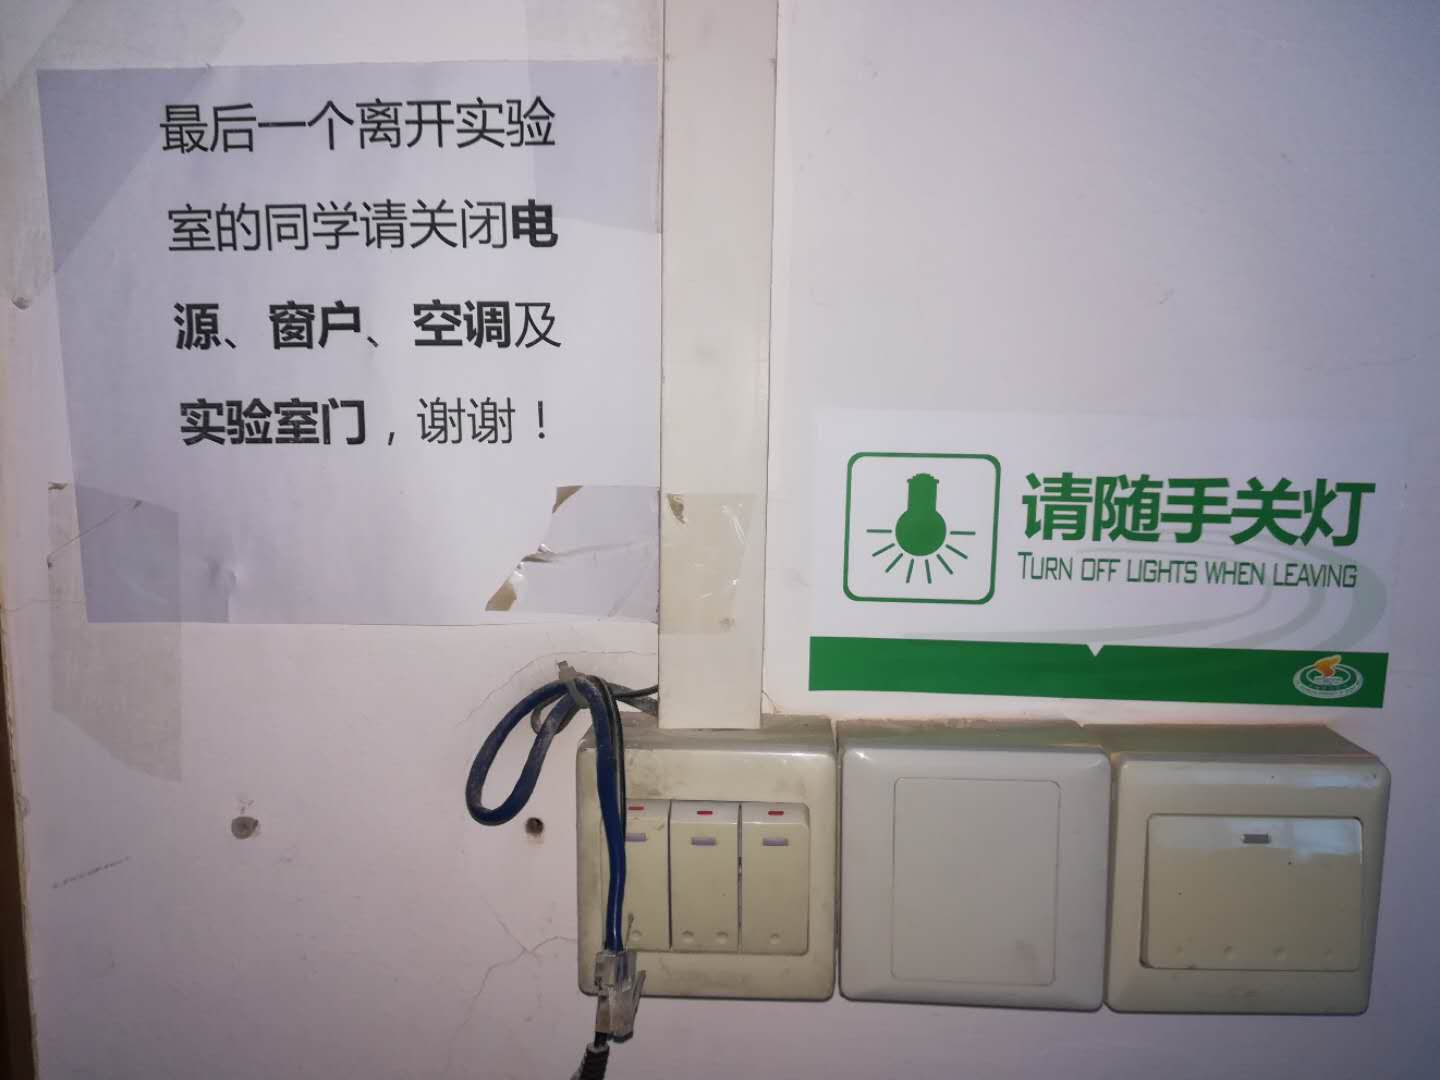 最后一个离开实验
室的同学请关闭电
源、窗户、空调及
实验室门，谢谢！
请随手关灯
TURN OFF LIGHTS WHEN LEAVING